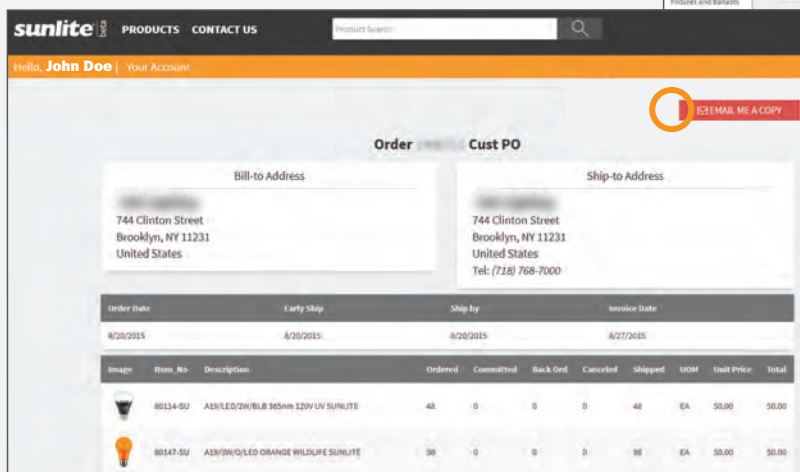 Fixtures and Ballasts
sunlite beta PRODUCTS CONTACT US Product Search
Hello, John Doe | Your Account
EMAIL ME A COPY
Order Cust PO
Bill-to Address
744 Clinton Street
Brooklyn, NY 11231
United States
Ship-to Address
744 Clinton Street
Brooklyn, NY 11231
United States
Tel: (718) 768-7000
Order Date Early Ship Ship by Invoice Date
8/20/2015 8/20/2015 8/20/2015 8/27/2015
Image Item_No Description Ordered Committed Back Ord Canceled Shipped UOM Unit Price Total
80114-SU A19/LED/2W/BLB 365nm 120V UV SUNLITE 48 0 0 0 48 EA $0.00 $0.00
80147-SU A19/3W/O/LED ORANGE WILDLIFE SUNLITE 98 0 0 0 98 EA $0.00 $0.00